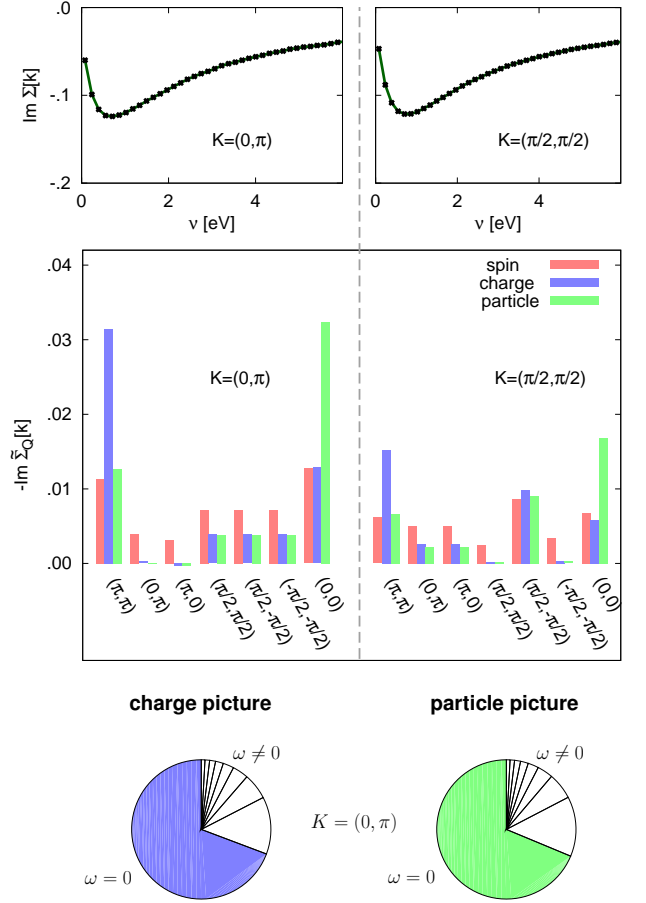 .0
-.1
-.2
Im Σ[k]
K=(0,π)
K=(π/2,π/2)
0 2 4
0 2 4
ν [eV]
ν [eV]
.04
.03
.02
.01
.00
-Im Σ̃Q[k]
spin
charge
particle
K=(0,π)
K=(π/2,π/2)
(π,π)
(0,π)
(π,0)
(π/2,π/2)
(π/2,-π/2)
(-π/2,-π/2)
(0,0)
(π,π)
(0,π)
(π,0)
(π/2,π/2)
(π/2,-π/2)
(-π/2,-π/2)
(0,0)
charge picture
particle picture
ω ≠ 0
ω ≠ 0
K = (0, π)
ω = 0
ω = 0